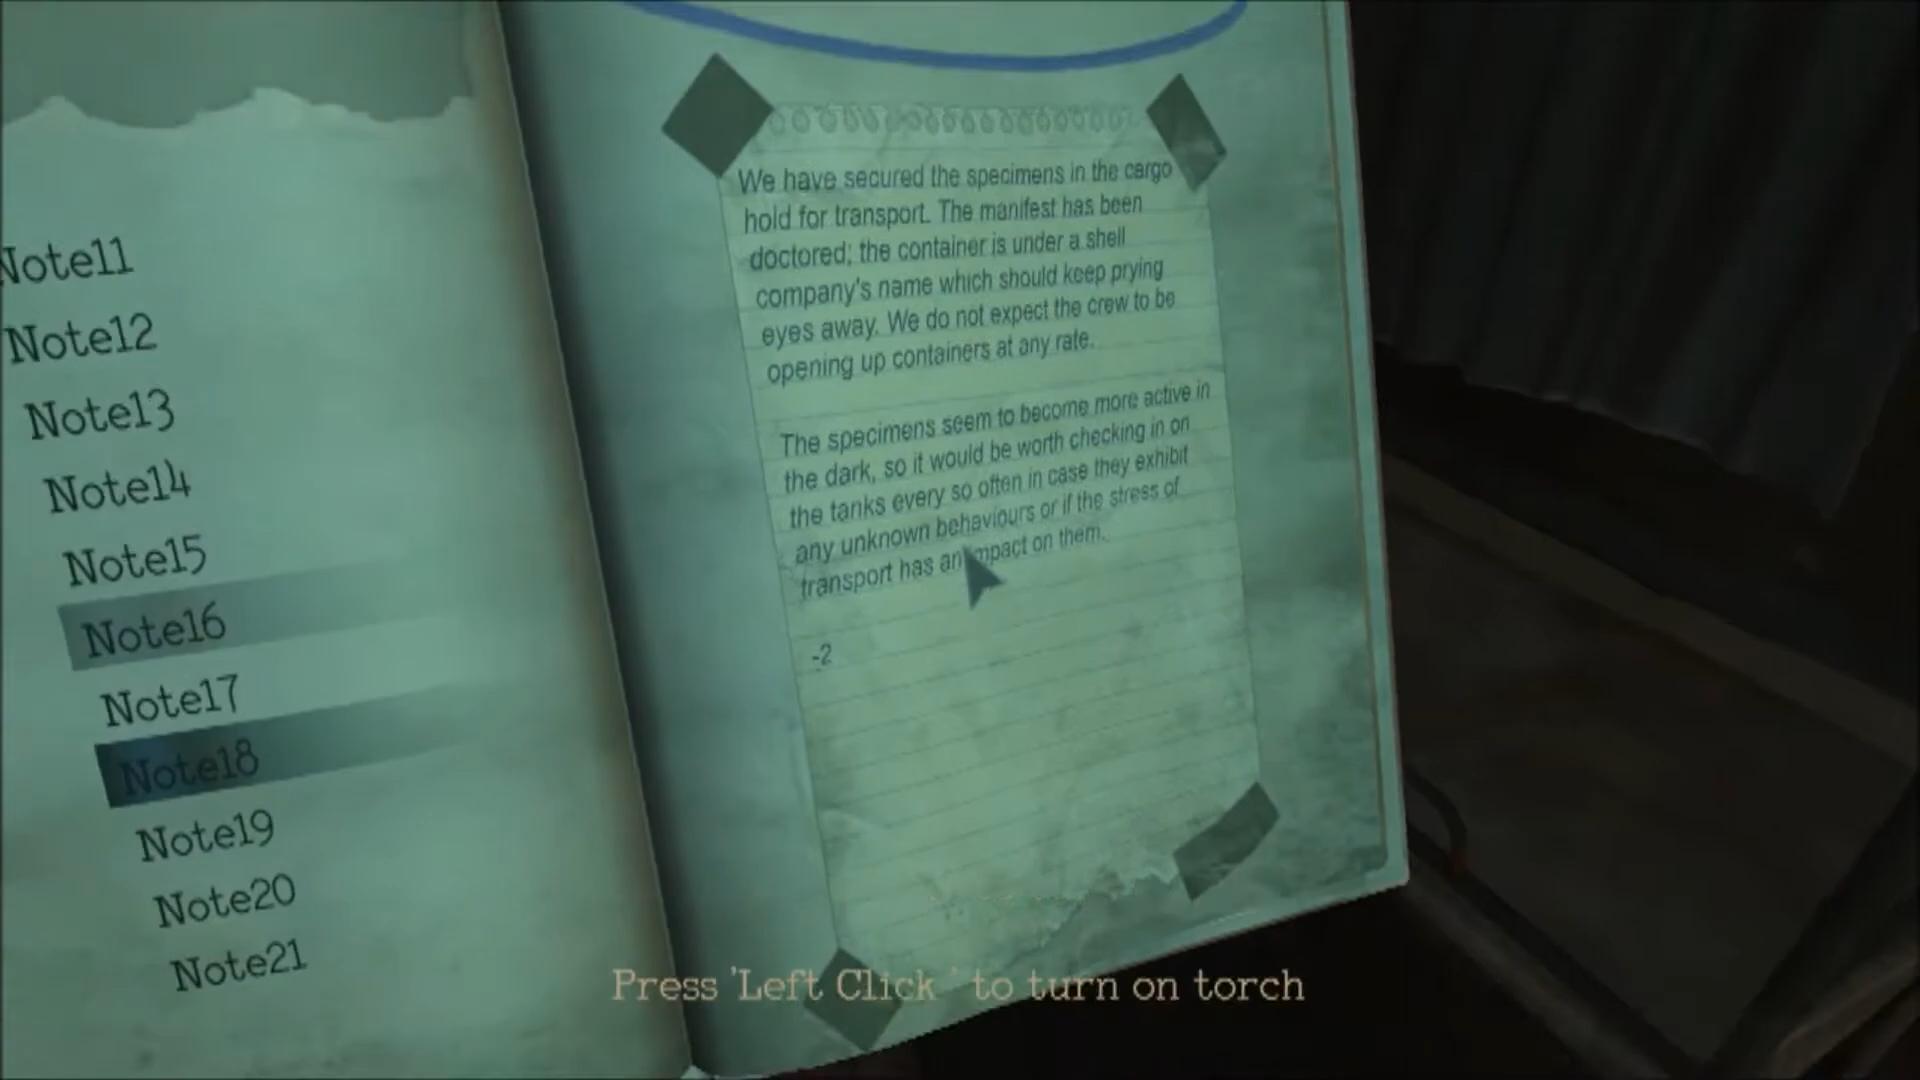 Note11
Note12
Note13
Note14
Note15
Note16
Note17
Note18
Note19
Note20
Note21
We have secured the specimens in the cargo
hold for transport. The manifest has been
doctored; the container is under a shell
company's name which should keep prying
eyes away. We do not expect the crew to be
opening up containers at any rate.
The specimens seem to become more active in
the dark, so it would be worth checking in on
the tanks every so often in case they exhibit
any unknown behaviours or if the stress of
transport has an impact on them.
-2
Press 'Left Click ' to turn on torch